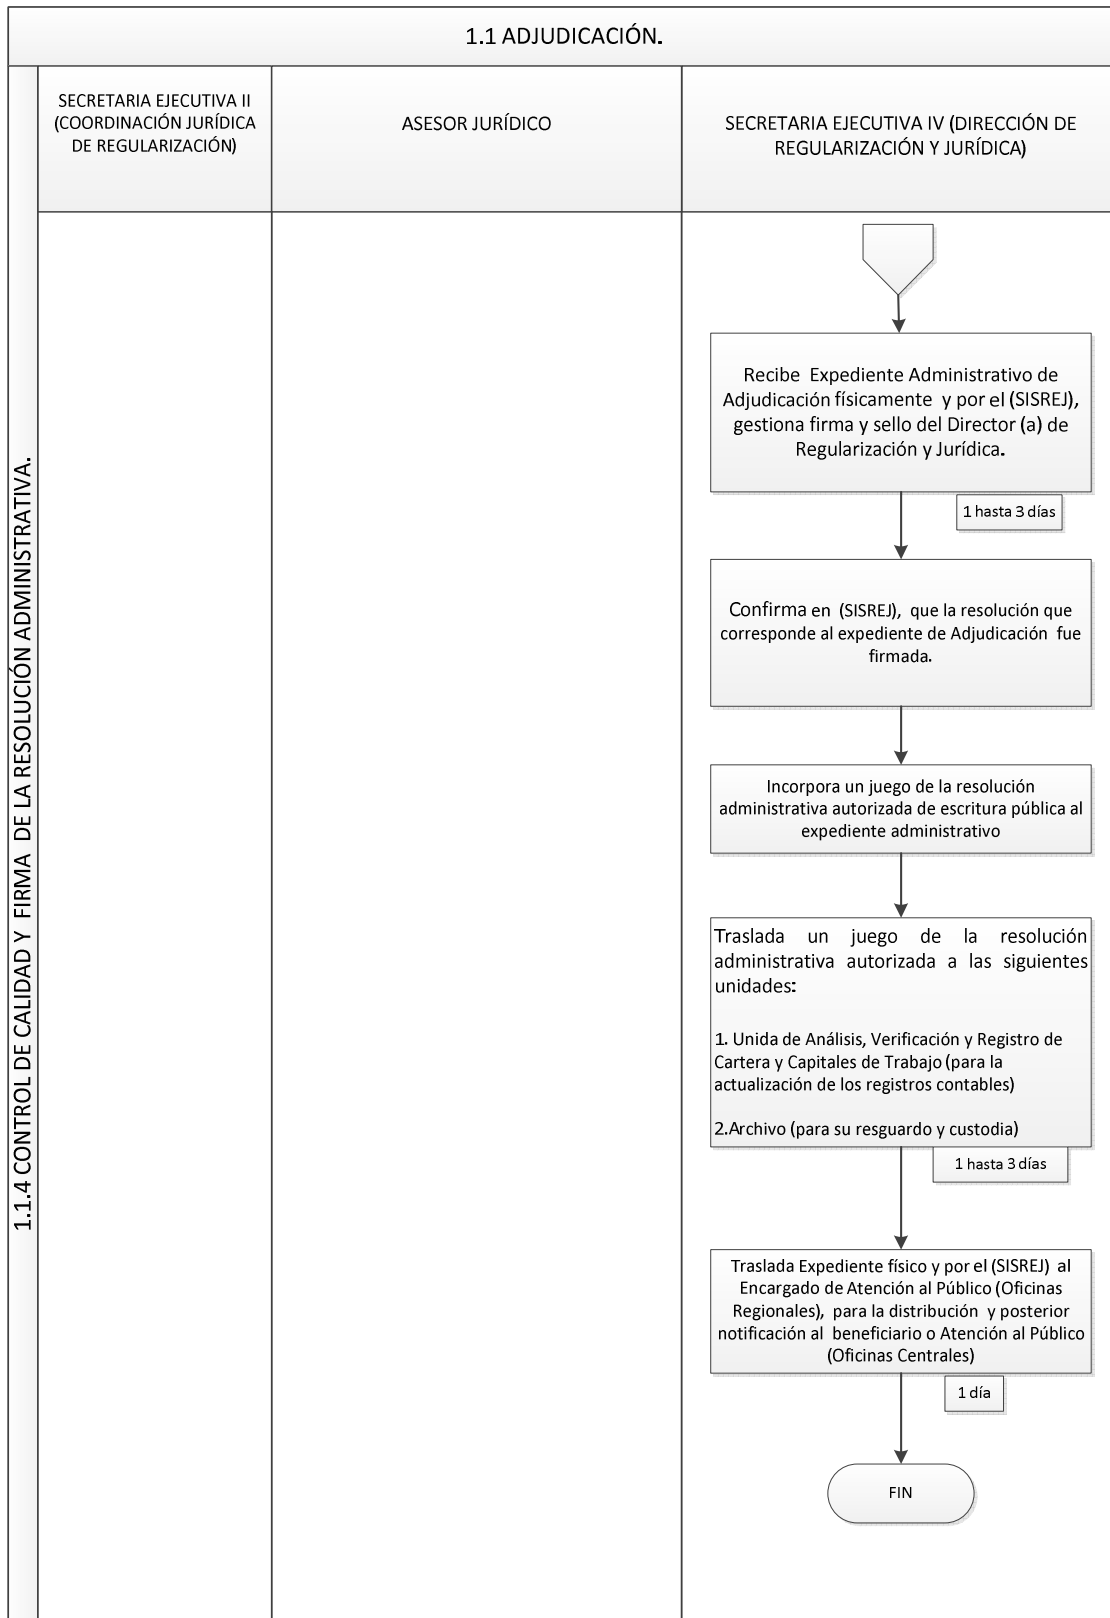 1.1 ADJUDICACIÓN.
SECRETARIA EJECUTIVA II
(COORDINACIÓN JURÍDICA
DE REGULARIZACIÓN)
ASESOR JURÍDICO
SECRETARIA EJECUTIVA IV (DIRECCIÓN DE
REGULARIZACIÓN Y JURÍDICA)
1.1.4 CONTROL DE CALIDAD Y FIRMA DE LA RESOLUCIÓN ADMINISTRATIVA.
Recibe Expediente Administrativo de
Adjudicación físicamente y por el (SISREJ),
gestiona firma y sello del Director (a) de
Regularización y Jurídica.
1 hasta 3 días
Confirma en (SISREJ), que la resolución que
corresponde al expediente de Adjudicación fue
firmada.
Incorpora un juego de la resolución
administrativa autorizada de escritura pública al
expediente administrativo
Traslada un juego de la resolución
administrativa autorizada a las siguientes
unidades:
1. Unida de Análisis, Verificación y Registro de
Cartera y Capitales de Trabajo (para la
actualización de los registros contables)
2.Archivo (para su resguardo y custodia)
1 hasta 3 días
Traslada Expediente físico y por el (SISREJ) al
Encargado de Atención al Público (Oficinas
Regionales), para la distribución y posterior
notificación al beneficiario o Atención al Público
(Oficinas Centrales)
1 día
FIN